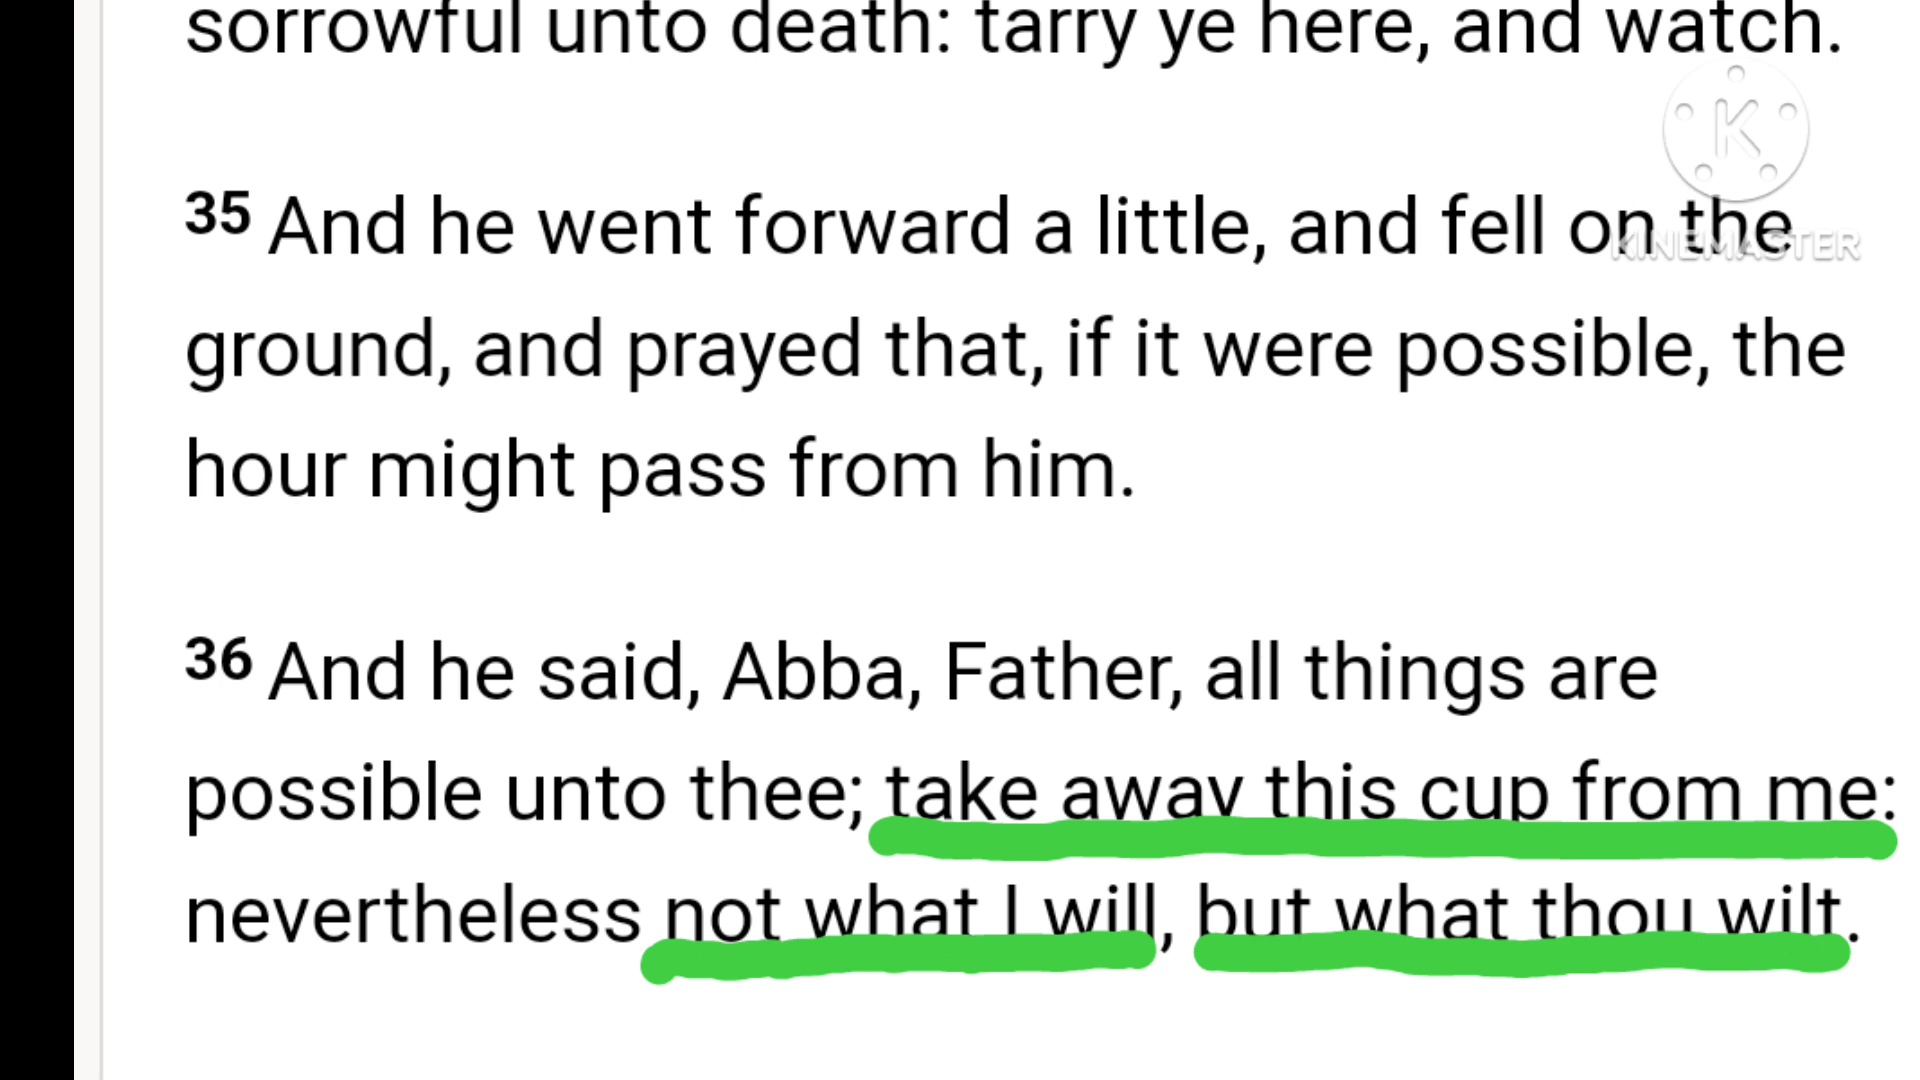 sorrowful unto death: tarry ye here, and watch.
K
35 And he went forward a little, and fell on the
KINEMASTER
ground, and prayed that, if it were possible, the
hour might pass from him.
36 And he said, Abba, Father, all things are
possible unto thee; take away this cup from me:
nevertheless not what I will, but what thou wilt.